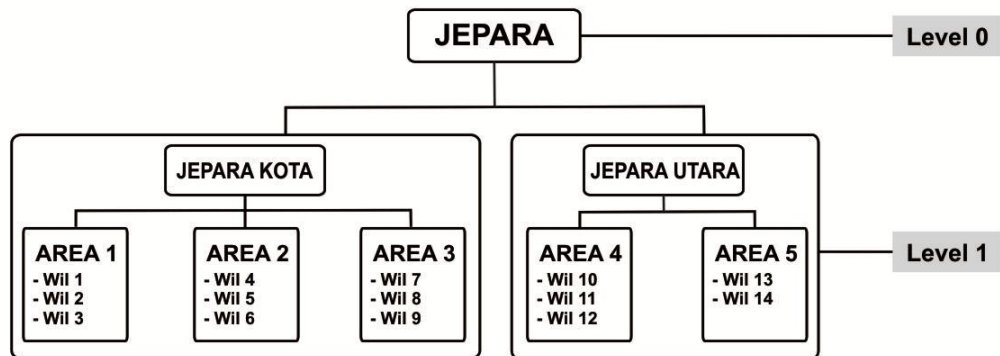 JEPARA
Level 0
JEPARA KOTA
AREA 1
- Wil 1
- Wil 2
- Wil 3
AREA 2
- Wil 4
- Wil 5
- Wil 6
AREA 3
- Wil 7
- Wil 8
- Wil 9
JEPARA UTARA
AREA 4
- Wil 10
- Wil 11
- Wil 12
AREA 5
- Wil 13
- Wil 14
Level 1